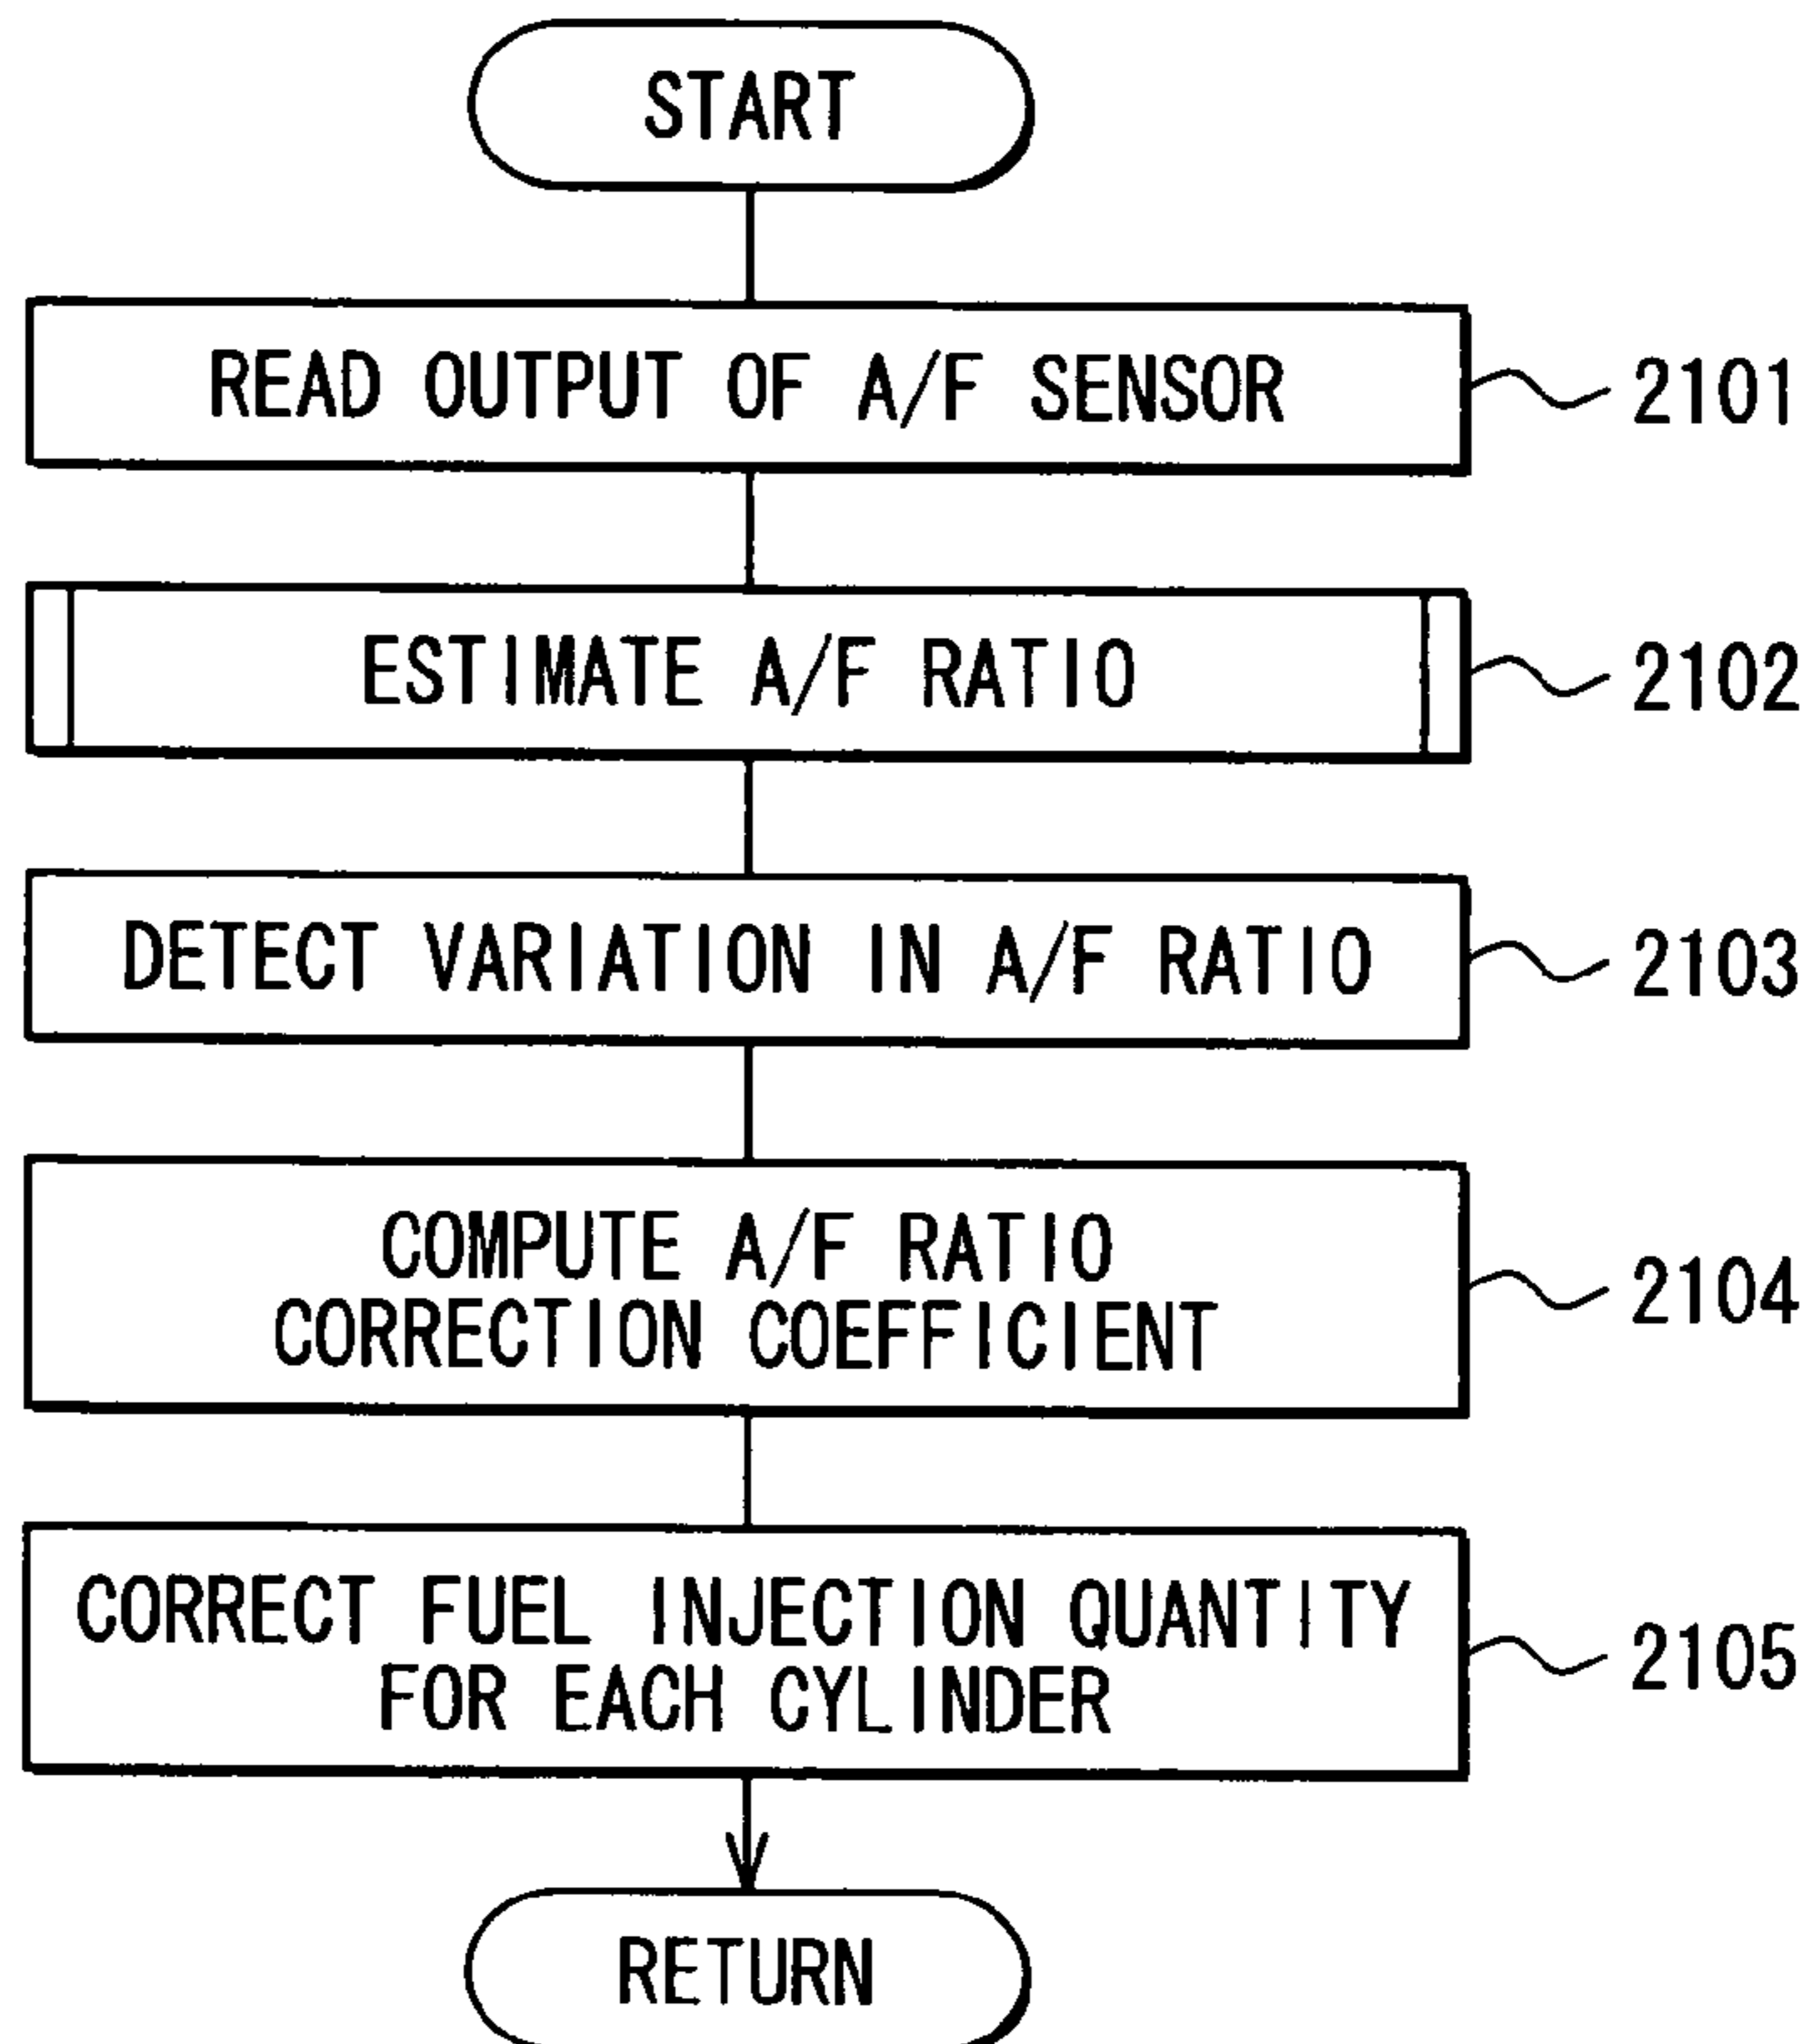 START
READ OUTPUT OF A/F SENSOR
2101
ESTIMATE A/F RATIO
2102
DETECT VARIATION IN A/F RATIO
2103
COMPUTE A/F RATIO
CORRECTION COEFFICIENT
2104
CORRECT FUEL INJECTION QUANTITY
FOR EACH CYLINDER
2105
RETURN